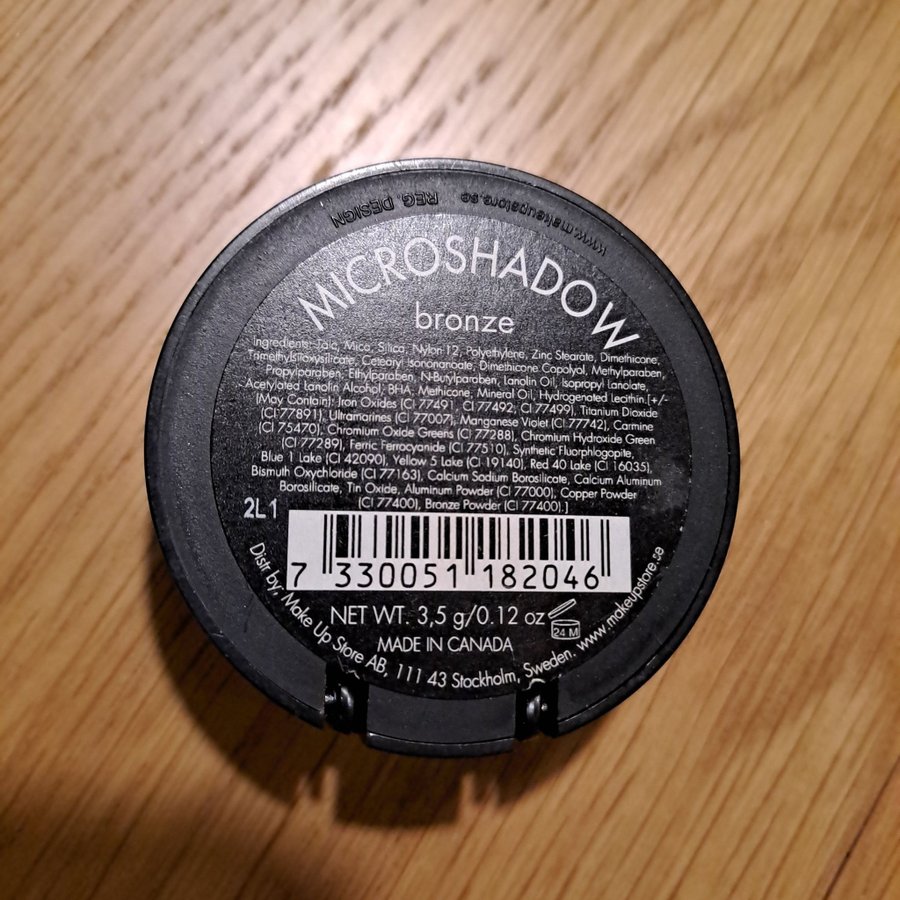 www.makeupstore.se REG. DESIGN
MICROSHADOW
bronze
Ingredients: Talc, Mica, Silica, Nylon 12, Polyethylene, Zinc Stearate, Dimethicone,
Trimethylsiloxysilicate, Cetearyl Isononanoate, Dimethicone Copolyol, Methylparaben,
Propylparaben, Ethylparaben, N-Butylparaben, Lanolin Oil, Isopropyl Lanolate,
Acetylated Lanolin Alcohol, BHA, Methicone, Mineral Oil, Hydrogenated Lecithin.[+/-
(May Contain): Iron Oxides (CI 77491, CI 77492, CI 77499), Titanium Dioxide
(CI 77891), Ultramarines (CI 77007), Manganese Violet (CI 77742), Carmine
(CI 75470), Chromium Oxide Greens (CI 77288), Chromium Hydroxide Green
(CI 77289), Ferric Ferrocyanide (CI 77510), Synthetic Fluorphlogopite,
Blue 1 Lake (CI 42090), Yellow 5 Lake (CI 19140), Red 40 Lake (CI 16035),
Bismuth Oxychloride (CI 77163), Calcium Sodium Borosilicate, Calcium Aluminum
Borosilicate, Tin Oxide, Aluminum Powder (CI 77000), Copper Powder
(CI 77400), Bronze Powder (CI 77400).]
2L1
7 330051 182046
NET WT. 3,5 g/0.12 oz
24 M
MADE IN CANADA
Distr by; Make Up Store AB, 111 43 Stockholm, Sweden. www.makeupstore.se